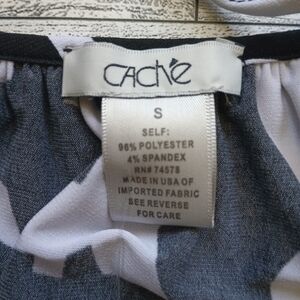 CACHÉ
S
SELF:
96% POLYESTER
4% SPANDEX
RN# 74578
MADE IN USA OF
IMPORTED FABRIC
SEE REVERSE
FOR CARE